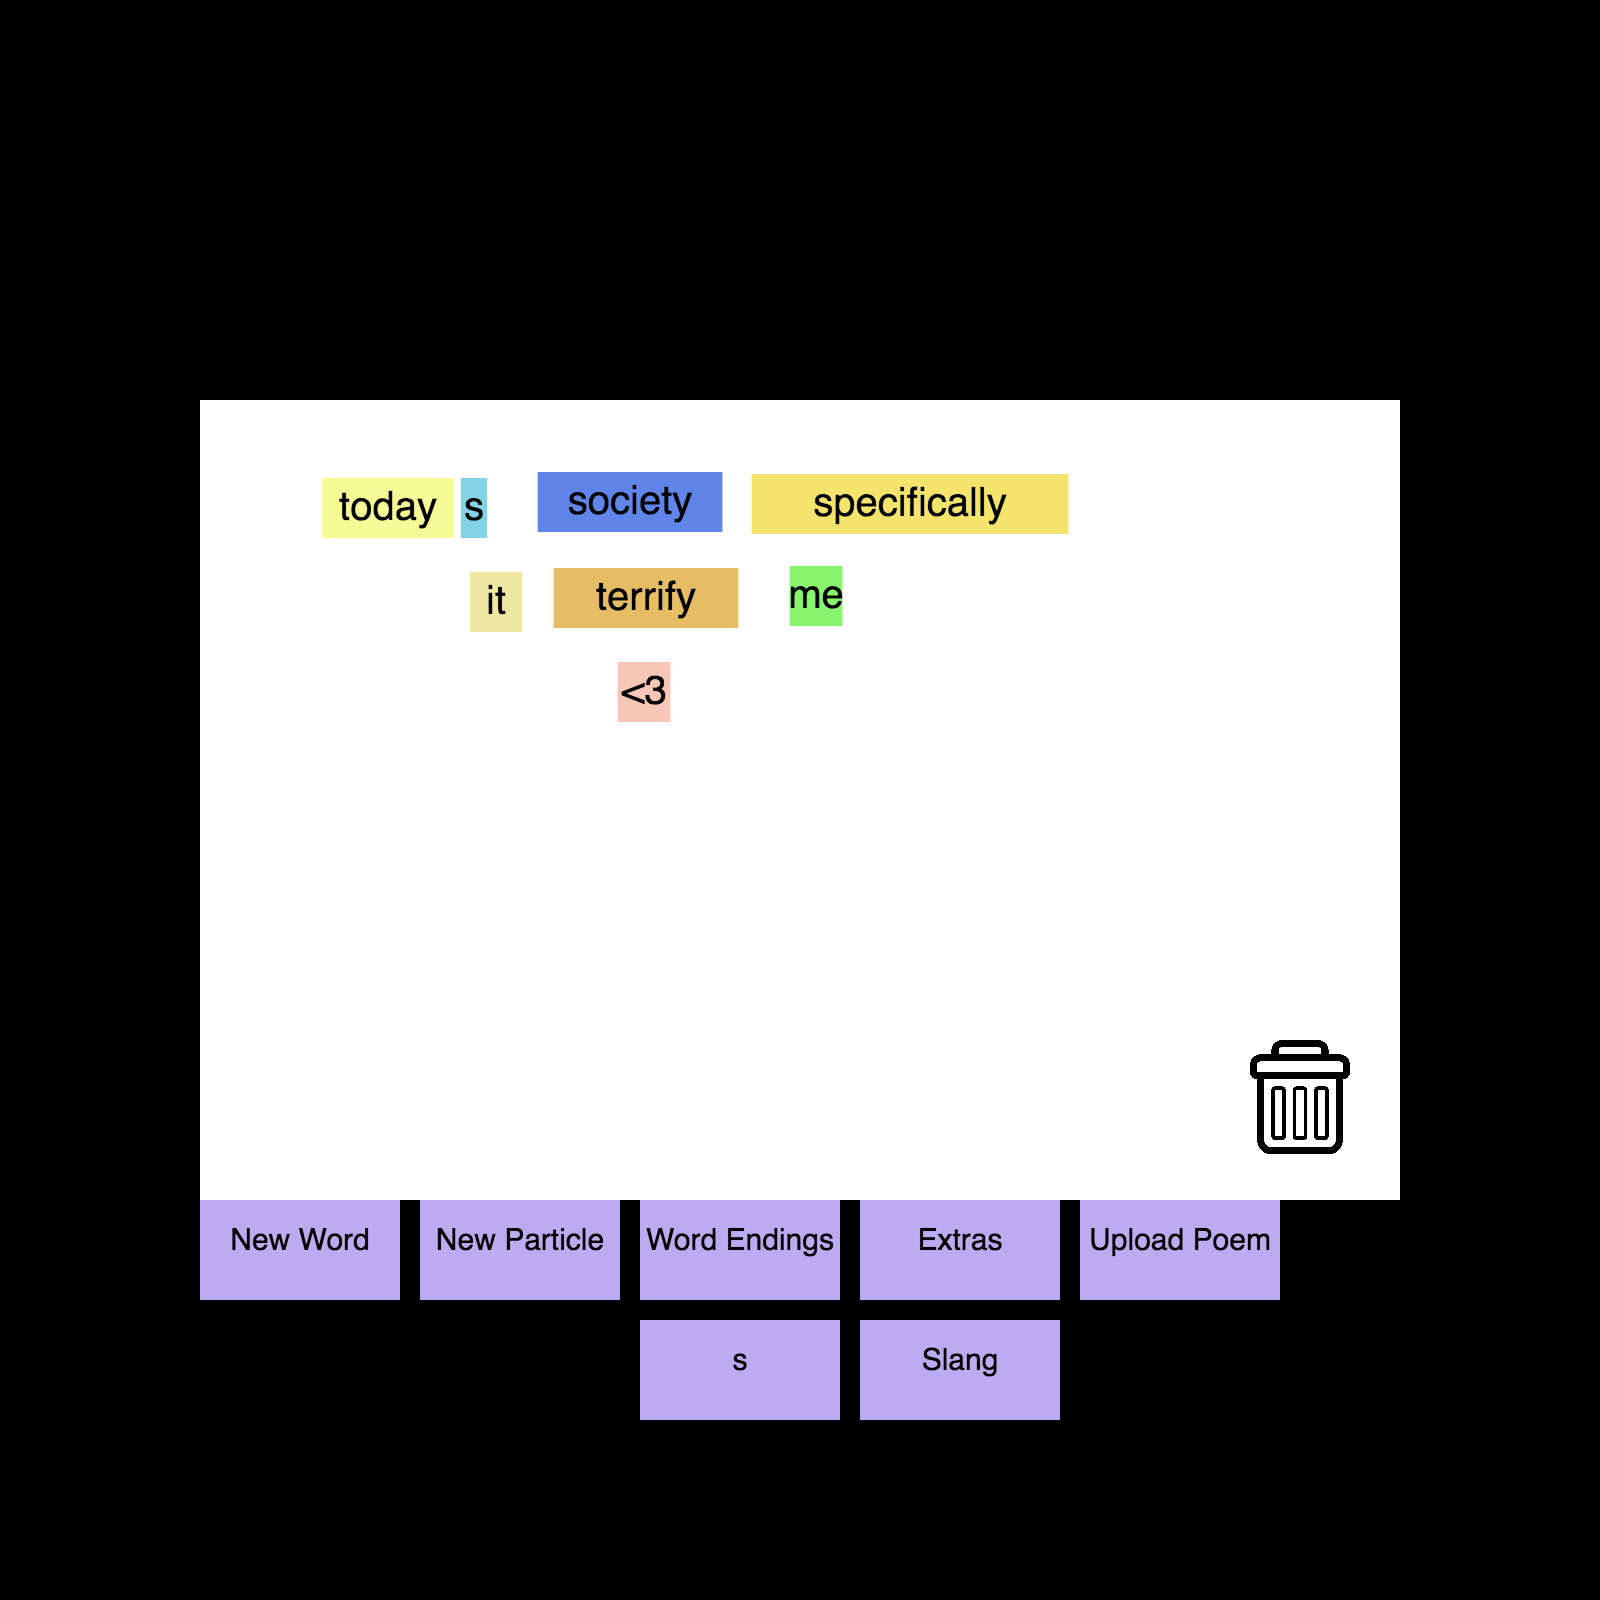 today s society specifically
it terrify me
<3
New Word New Particle Word Endings Extras Upload Poem
s Slang